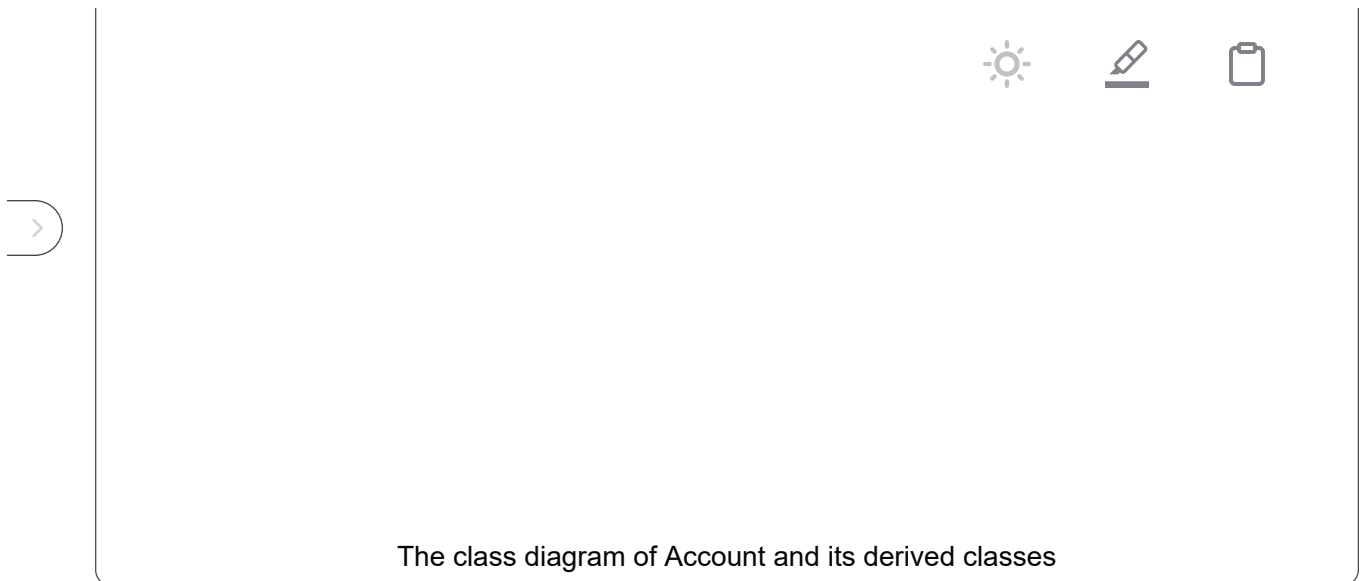 The class diagram of Account and its derived classes